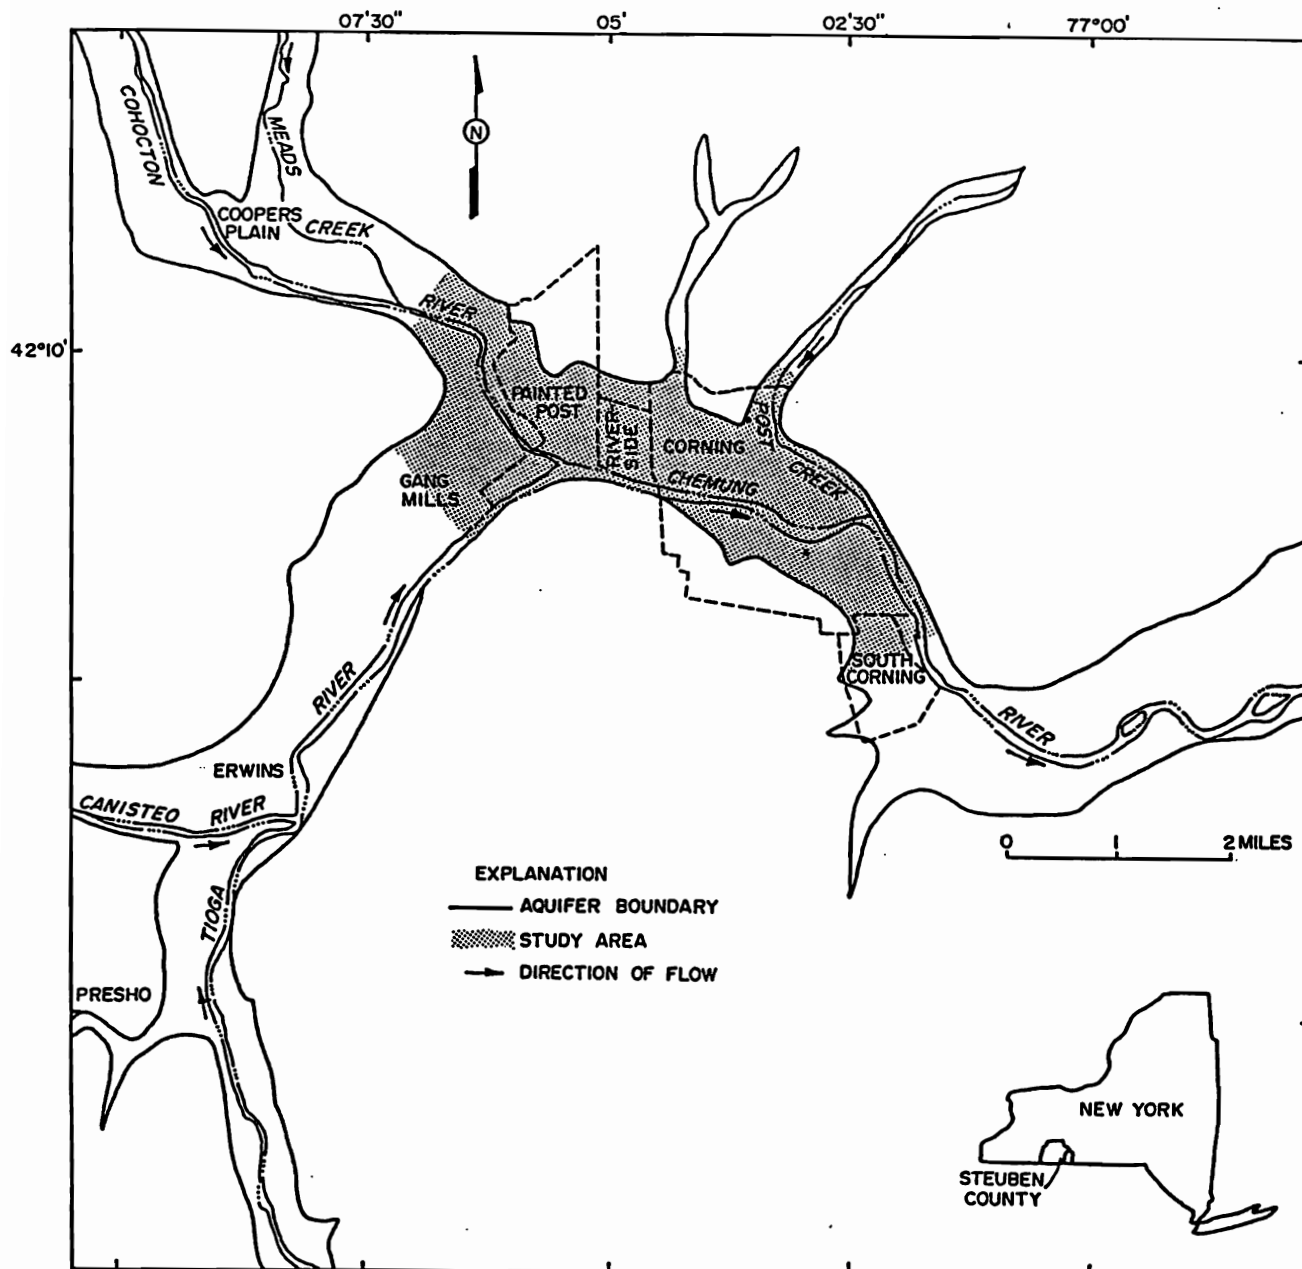 07'30"
05'
02'30"
77°00'
COHOCTON
MEADS
CREEK
COOPERS
PLAIN
N
RIVER
42°10'
PAINTED
POST
RIVER-
SIDE
CORNING
POST
CREEK
CHEMUNG
GANG
MILLS
RIVER
SOUTH
CORNING
RIVER
ERWINS
CANISTEO RIVER
TIOGA
PRESHO
0 1 2 MILES
EXPLANATION
AQUIFER BOUNDARY
STUDY AREA
DIRECTION OF FLOW
NEW YORK
STEUBEN
COUNTY